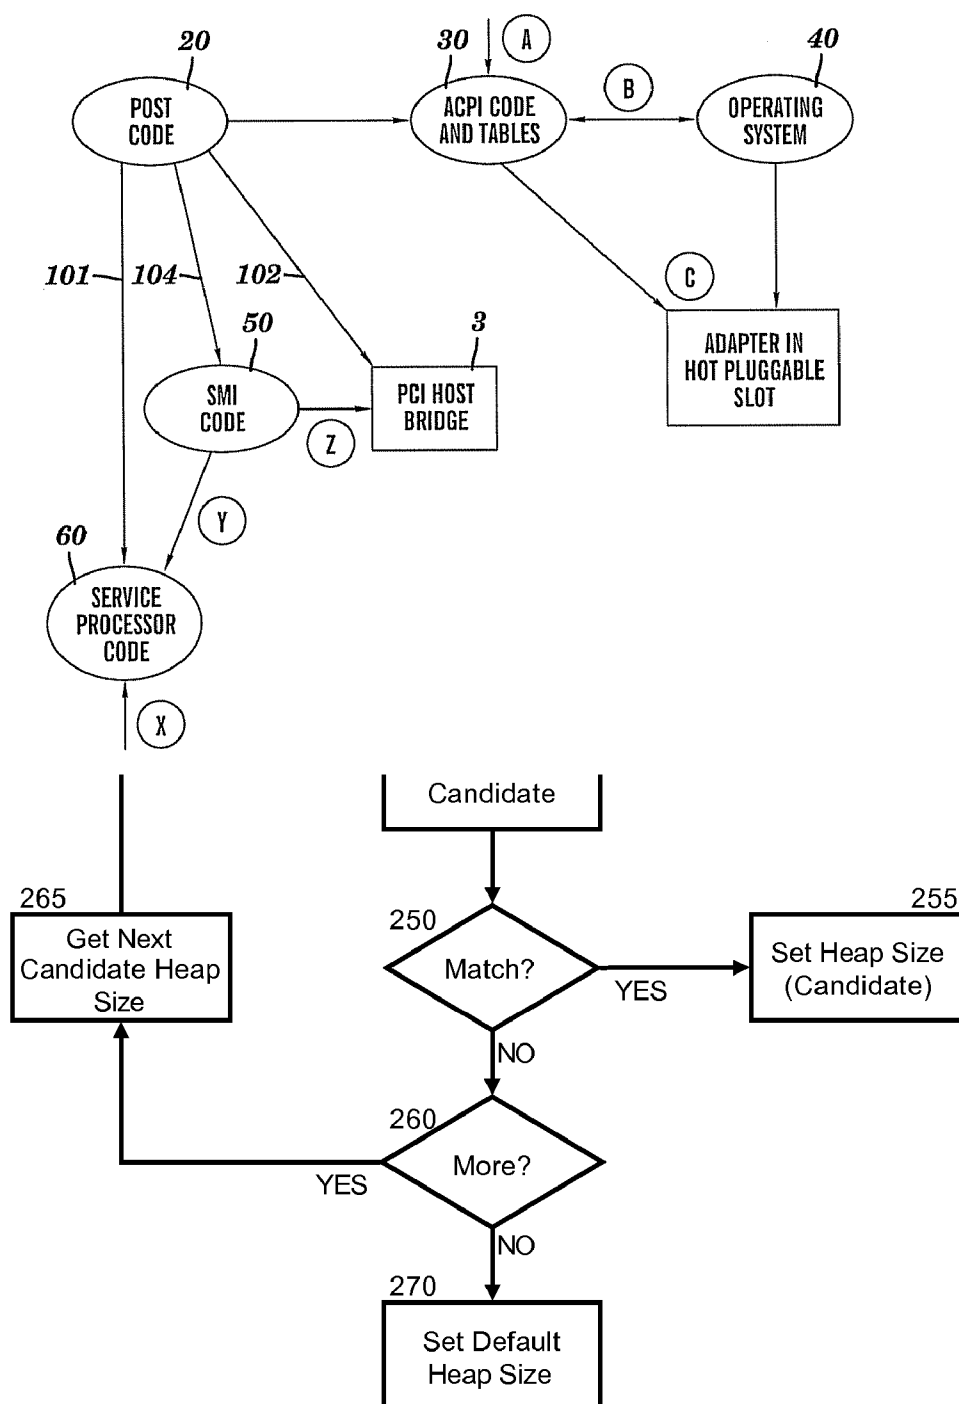 20
POST
CODE
30
A
ACPI CODE
AND TABLES
B
40
OPERATING
SYSTEM
101
104
102
C
50
SMI
CODE
3
PCI HOST
BRIDGE
Z
ADAPTER IN
HOT PLUGGABLE
SLOT
Y
60
SERVICE
PROCESSOR
CODE
X
Candidate
265
Get Next
Candidate Heap
Size
250
Match?
YES
255
Set Heap Size
(Candidate)
NO
260
More?
YES
NO
270
Set Default
Heap Size